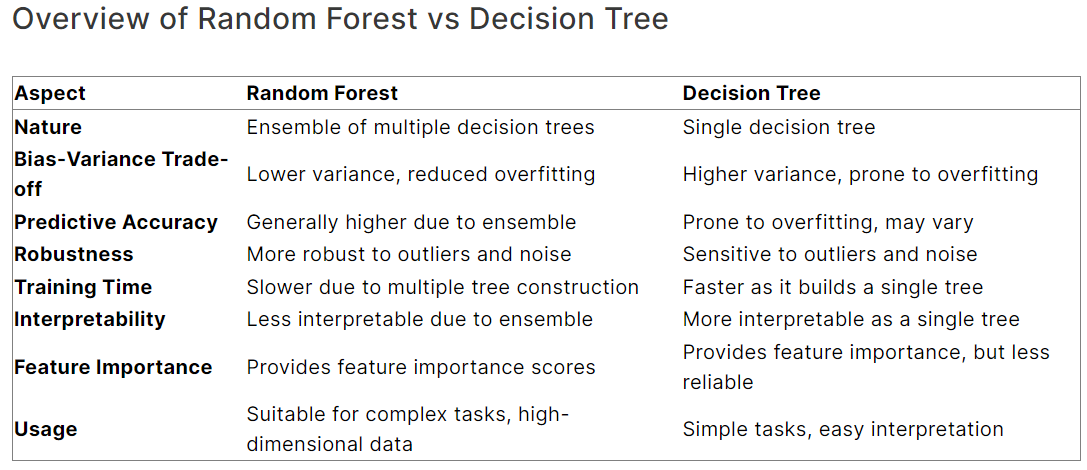 Overview of Random Forest vs Decision Tree
Aspect Random Forest Decision Tree
Nature Ensemble of multiple decision trees Single decision tree
Bias-Variance Trade-
off Lower variance, reduced overfitting Higher variance, prone to overfitting
Predictive Accuracy Generally higher due to ensemble Prone to overfitting, may vary
Robustness More robust to outliers and noise Sensitive to outliers and noise
Training Time Slower due to multiple tree construction Faster as it builds a single tree
Interpretability Less interpretable due to ensemble More interpretable as a single tree
Feature Importance Provides feature importance scores Provides feature importance, but less
reliable
Usage Suitable for complex tasks, high-
dimensional data Simple tasks, easy interpretation